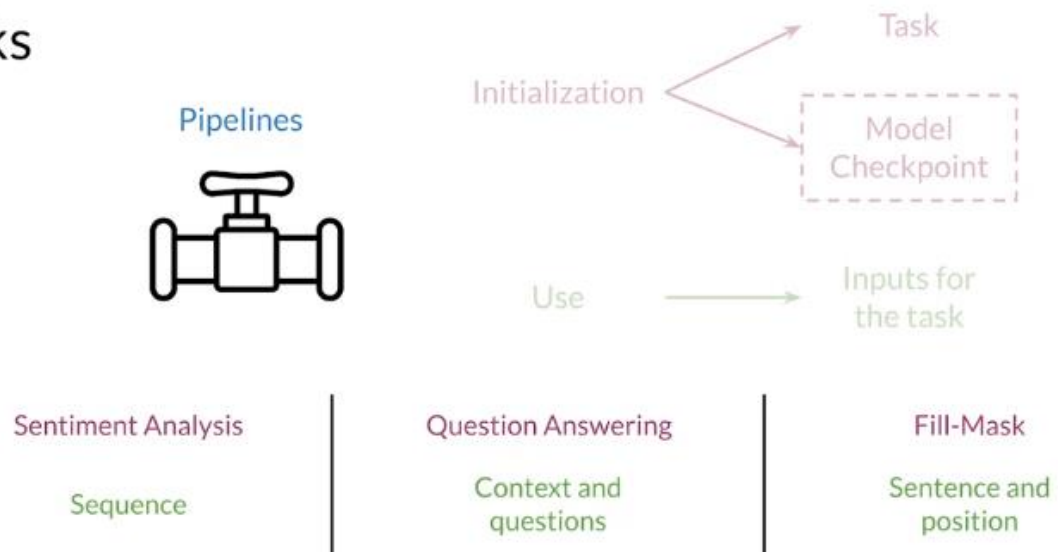 Pipelines
Initialization
Task
Model
Checkpoint
Use
Inputs for
the task
Sentiment Analysis
Sequence
Question Answering
Context and
questions
Fill-Mask
Sentence and
position